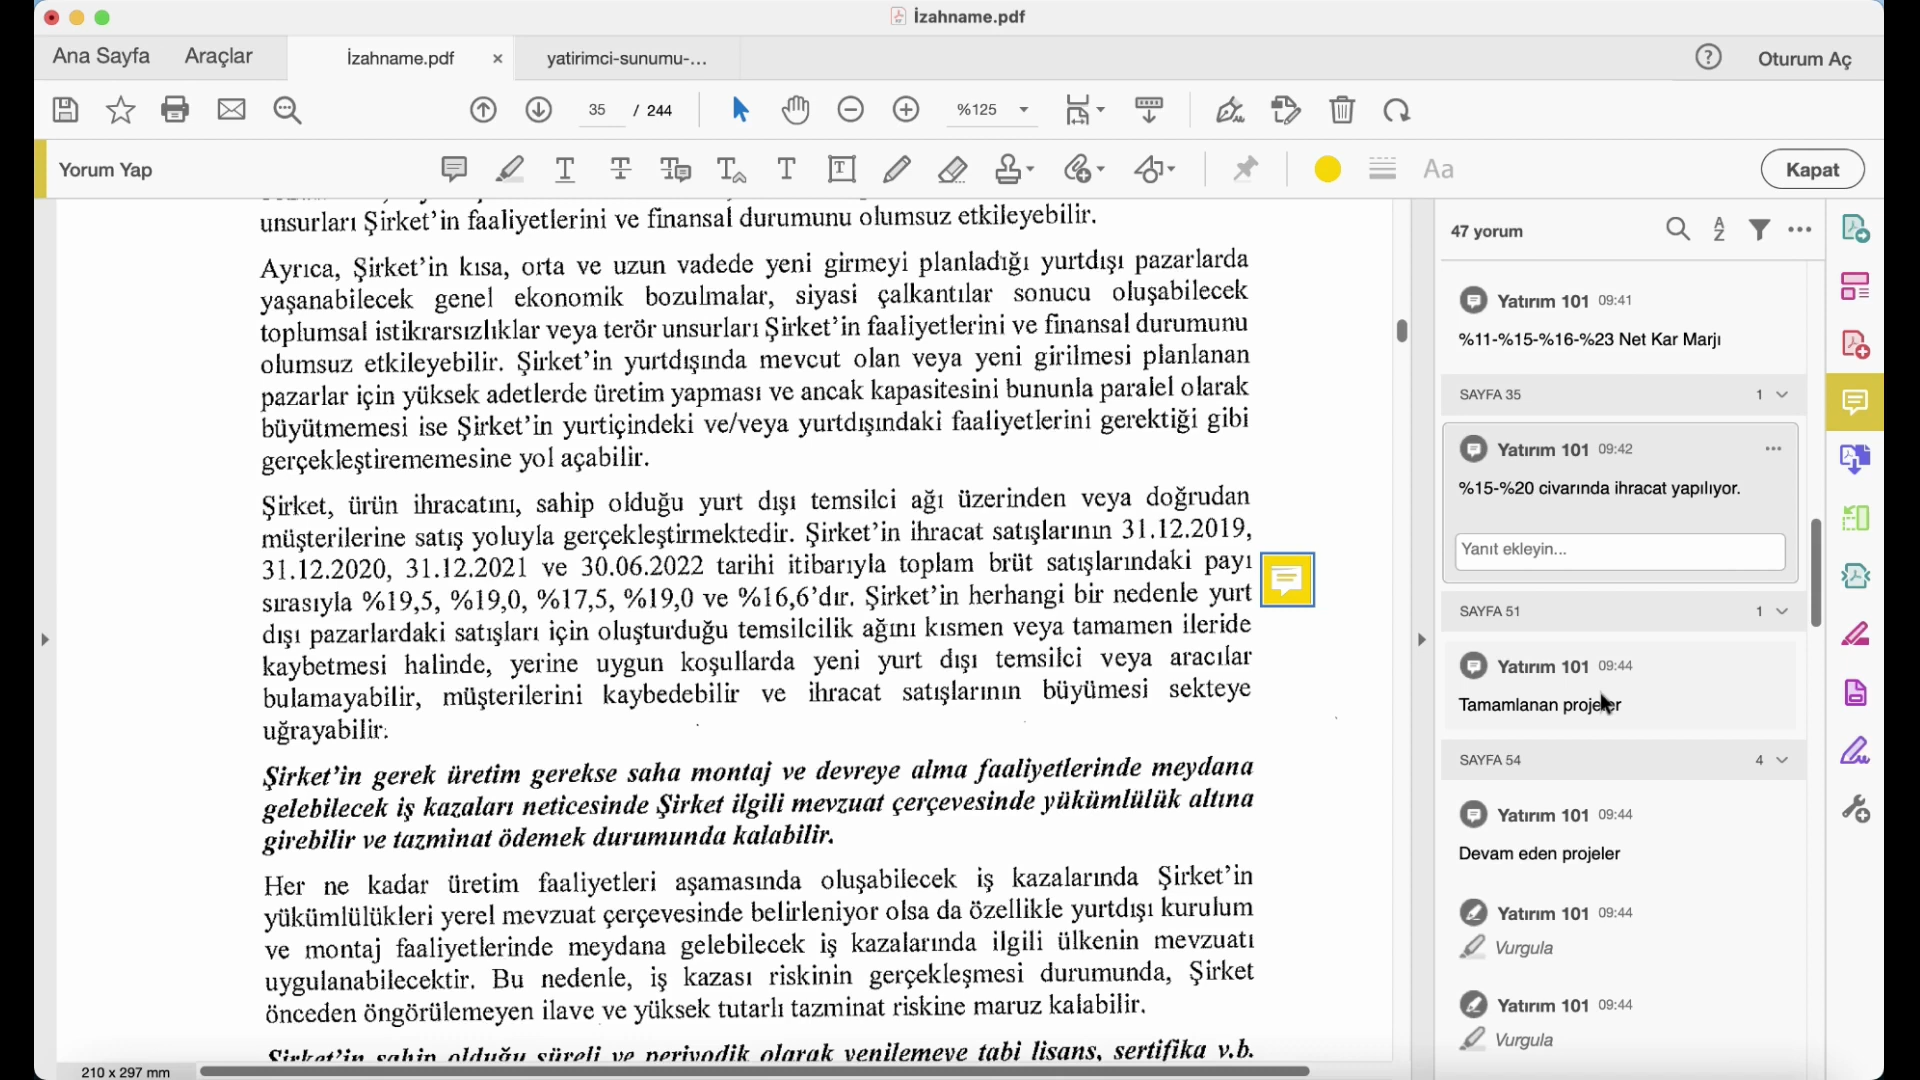 İzahname.pdf
Ana Sayfa
Araçlar
İzahname.pdf ×
yatirimci-sunumu-...
? Oturum Aç
35 / 244
%125
Yorum Yap
Aa
Kapat
unsurları Şirket'in faaliyetlerini ve finansal durumunu olumsuz etkileyebilir.
Ayrıca, Şirket'in kısa, orta ve uzun vadede yeni girmeyi planladığı yurtdışı pazarlarda
yaşanabilecek genel ekonomik bozulmalar, siyasi çalkantılar sonucu oluşabilecek
toplumsal istikrarsızlıklar veya terör unsurları Şirket'in faaliyetlerini ve finansal durumunu
olumsuz etkileyebilir. Şirket'in yurtdışında mevcut olan veya yeni girilmesi planlanan
pazarlar için yüksek adetlerde üretim yapması ve ancak kapasitesini bununla paralel olarak
büyütmemesi ise Şirket'in yurtiçindeki ve/veya yurtdışındaki faaliyetlerini gerektiği gibi
gerçekleştirememesine yol açabilir.
Şirket, ürün ihracatını, sahip olduğu yurt dışı temsilci ağı üzerinden veya doğrudan
müşterilerine satış yoluyla gerçekleştirmektedir. Şirket'in ihracat satışlarının 31.12.2019,
31.12.2020, 31.12.2021 ve 30.06.2022 tarihi itibarıyla toplam brüt satışlarındaki payı
sırasıyla %19,5, %19,0, %17,5, %19,0 ve %16,6'dır. Şirket'in herhangi bir nedenle yurt
dışı pazarlardaki satışları için oluşturduğu temsilcilik ağını kısmen veya tamamen ileride
kaybetmesi halinde, yerine uygun koşullarda yeni yurt dışı temsilci veya aracılar
bulamayabilir, müşterilerini kaybedebilir ve ihracat satışlarının büyümesi sekteye
uğrayabilir.
Şirket'in gerek üretim gerekse saha montaj ve devreye alma faaliyetlerinde meydana
gelebilecek iş kazaları neticesinde Şirket ilgili mevzuat çerçevesinde yükümlülük altına
girebilir ve tazminat ödemek durumunda kalabilir.
Her ne kadar üretim faaliyetleri aşamasında oluşabilecek iş kazalarında Şirket'in
yükümlülükleri yerel mevzuat çerçevesinde belirleniyor olsa da özellikle yurtdışı kurulum
ve montaj faaliyetlerinde meydana gelebilecek iş kazalarında ilgili ülkenin mevzuatı
uygulanabilecektir. Bu nedenle, iş kazası riskinin gerçekleşmesi durumunda, Şirket
önceden öngörülemeyen ilave ve yüksek tutarlı tazminat riskine maruz kalabilir.
Şirket'in sahip olduğu süreli ve periyodik olarak yenilemeye tabi lisans, sertifika v.b.
210 x 297 mm
47 yorum
Yatırım 101 09:41
%11-%15-%16-%23 Net Kar Marjı
SAYFA 35 1
Yatırım 101 09:42
%15-%20 civarında ihracat yapılıyor.
Yanıt ekleyin...
SAYFA 51 1
Yatırım 101 09:44
Tamamlanan projeler
SAYFA 54 4
Yatırım 101 09:44
Devam eden projeler
Yatırım 101 09:44
Vurgula
Yatırım 101 09:44
Vurgula